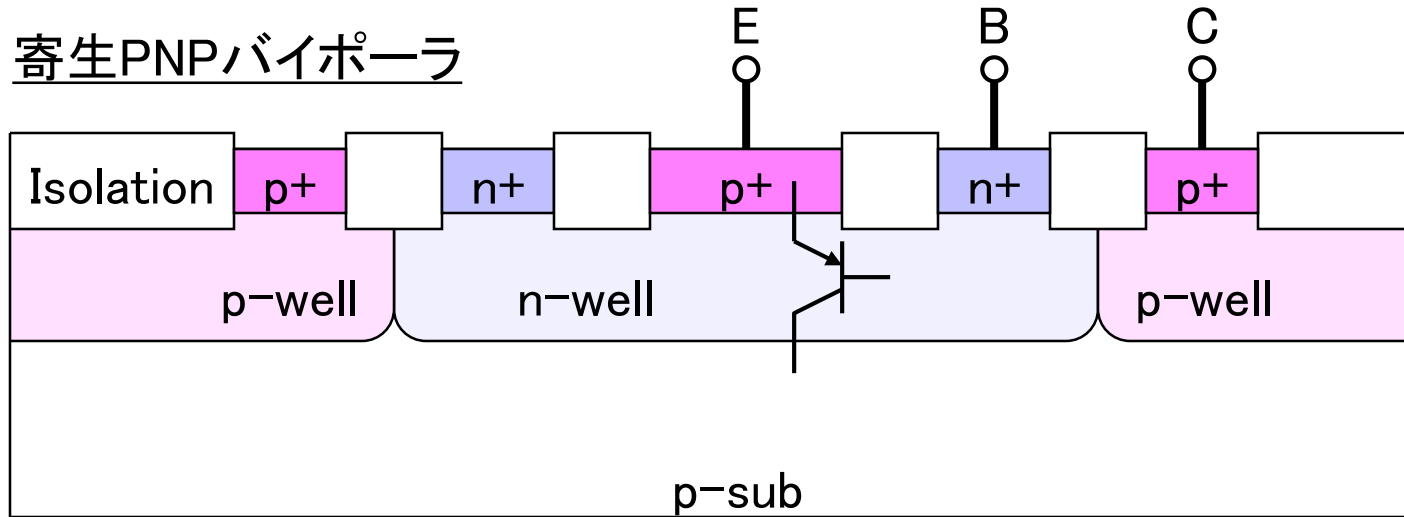 寄生PNPバイポーラ
E B C
Isolation p+ n+ p+ n+ p+
p-well n-well p-well
p-sub